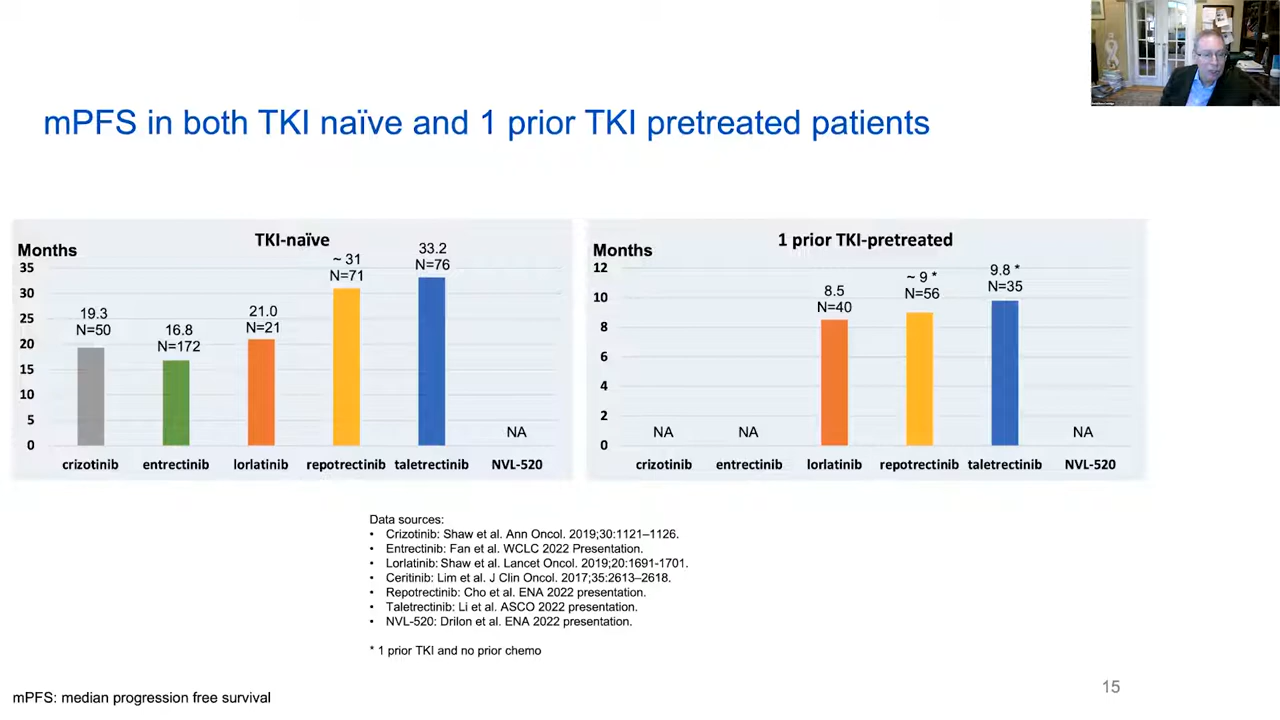 mPFS in both TKI naïve and 1 prior TKI pretreated patients
TKI-naïve
Months
35
30
25
20
15
10
5
0
19.3
N=50
16.8
N=172
21.0
N=21
~ 31
N=71
33.2
N=76
NA
crizotinib entrectinib lorlatinib repotrectinib taletrectinib NVL-520
1 prior TKI-pretreated
Months
12
10
8
6
4
2
0
NA
NA
8.5
N=40
~ 9 *
N=56
9.8 *
N=35
NA
crizotinib entrectinib lorlatinib repotrectinib taletrectinib NVL-520
Data sources:
• Crizotinib: Shaw et al. Ann Oncol. 2019;30:1121–1126.
• Entrectinib: Fan et al. WCLC 2022 Presentation.
• Lorlatinib: Shaw et al. Lancet Oncol. 2019;20:1691-1701.
• Ceritinib: Lim et al. J Clin Oncol. 2017;35:2613–2618.
• Repotrectinib: Cho et al. ENA 2022 presentation.
• Taletrectinib: Li et al. ASCO 2022 presentation.
• NVL-520: Drilon et al. ENA 2022 presentation.
* 1 prior TKI and no prior chemo
15
mPFS: median progression free survival